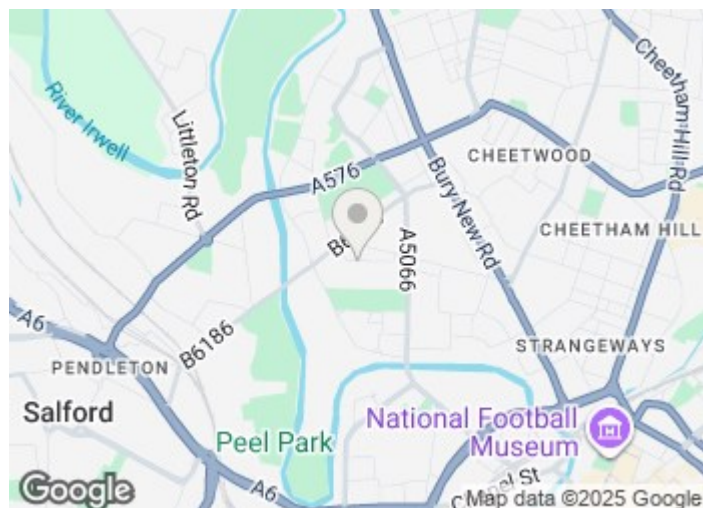 River Irwell
Littleton Rd
Cheetham Hill Rd
CHEETWOOD
A576
Bury New Rd
CHEETHAM HILL
A5066
A6
B6186
STRANGEWAYS
PENDLETON
Salford
Peel Park
National Football
Museum
A6
Google
Map data ©2025 Google